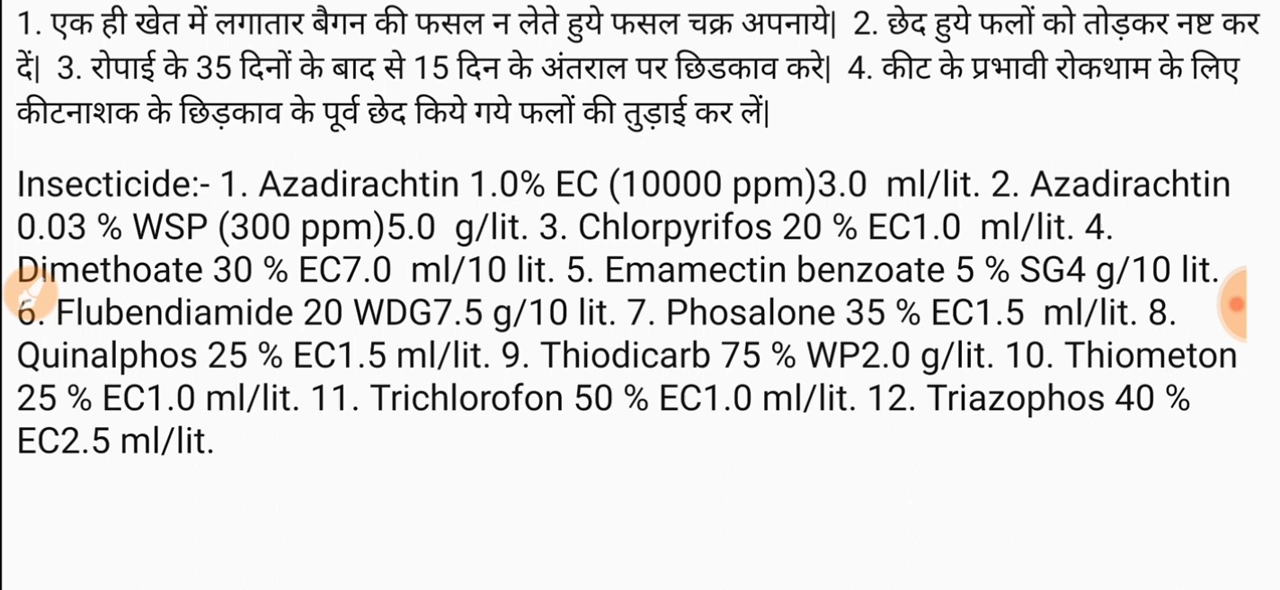 1. एक ही खेत में लगातार बैगन की फसल न लेते हुये फसल चक्र अपनाये| 2. छेद हुये फलों को तोड़कर नष्ट कर
दें| 3. रोपाई के 35 दिनों के बाद से 15 दिन के अंतराल पर छिडकाव करे| 4. कीट के प्रभावी रोकथाम के लिए
कीटनाशक के छिड़काव के पूर्व छेद किये गये फलों की तुड़ाई कर लें|
Insecticide:- 1. Azadirachtin 1.0% EC (10000 ppm)3.0 ml/lit. 2. Azadirachtin
0.03 % WSP (300 ppm)5.0 g/lit. 3. Chlorpyrifos 20 % EC1.0 ml/lit. 4.
Dimethoate 30 % EC7.0 ml/10 lit. 5. Emamectin benzoate 5 % SG4 g/10 lit.
6. Flubendiamide 20 WDG7.5 g/10 lit. 7. Phosalone 35 % EC1.5 ml/lit. 8.
Quinalphos 25 % EC1.5 ml/lit. 9. Thiodicarb 75 % WP2.0 g/lit. 10. Thiometon
25 % EC1.0 ml/lit. 11. Trichlorofon 50 % EC1.0 ml/lit. 12. Triazophos 40 %
EC2.5 ml/lit.